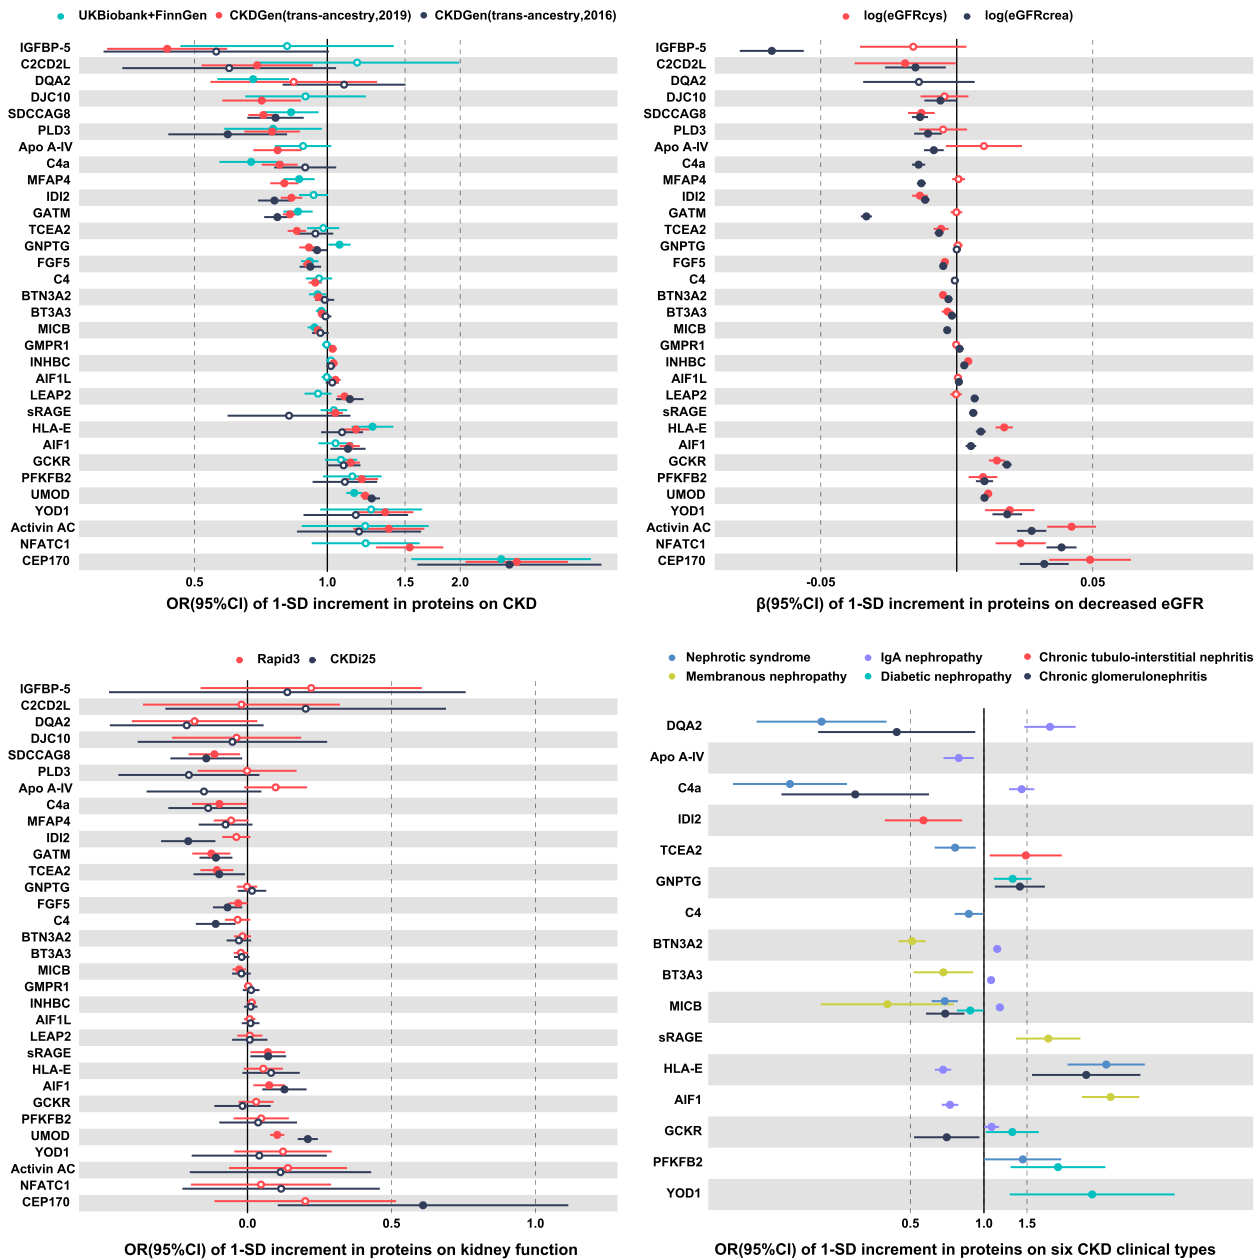 UKBiobank+FinnGen CKDGen(trans-ancestry,2019) CKDGen(trans-ancestry,2016)
IGFBP-5
C2CD2L
DQA2
DJC10
SDCCAG8
PLD3
Apo A-IV
C4a
MFAP4
IDI2
GATM
TCEA2
GNPTG
FGF5
C4
BTN3A2
BT3A3
MICB
GMPR1
INHBC
AIF1L
LEAP2
sRAGE
HLA-E
AIF1
GCKR
PFKFB2
UMOD
YOD1
Activin AC
NFATC1
CEP170
0.5 1.0 1.5 2.0
OR(95%CI) of 1-SD increment in proteins on CKD
log(eGFRcys) log(eGFRcrea)
IGFBP-5
C2CD2L
DQA2
DJC10
SDCCAG8
PLD3
Apo A-IV
C4a
MFAP4
IDI2
GATM
TCEA2
GNPTG
FGF5
C4
BTN3A2
BT3A3
MICB
GMPR1
INHBC
AIF1L
LEAP2
sRAGE
HLA-E
AIF1
GCKR
PFKFB2
UMOD
YOD1
Activin AC
NFATC1
CEP170
-0.05 0.05
β(95%CI) of 1-SD increment in proteins on decreased eGFR
Rapid3 CKDi25
IGFBP-5
C2CD2L
DQA2
DJC10
SDCCAG8
PLD3
Apo A-IV
C4a
MFAP4
IDI2
GATM
TCEA2
GNPTG
FGF5
C4
BTN3A2
BT3A3
MICB
GMPR1
INHBC
AIF1L
LEAP2
sRAGE
HLA-E
AIF1
GCKR
PFKFB2
UMOD
YOD1
Activin AC
NFATC1
CEP170
0.0 0.5 1.0
OR(95%CI) of 1-SD increment in proteins on kidney function
Nephrotic syndrome IgA nephropathy Chronic tubulo-interstitial nephritis
Membranous nephropathy Diabetic nephropathy Chronic glomerulonephritis
DQA2
Apo A-IV
C4a
IDI2
TCEA2
GNPTG
C4
BTN3A2
BT3A3
MICB
sRAGE
HLA-E
AIF1
GCKR
PFKFB2
YOD1
0.5 1.0 1.5
OR(95%CI) of 1-SD increment in proteins on six CKD clinical types